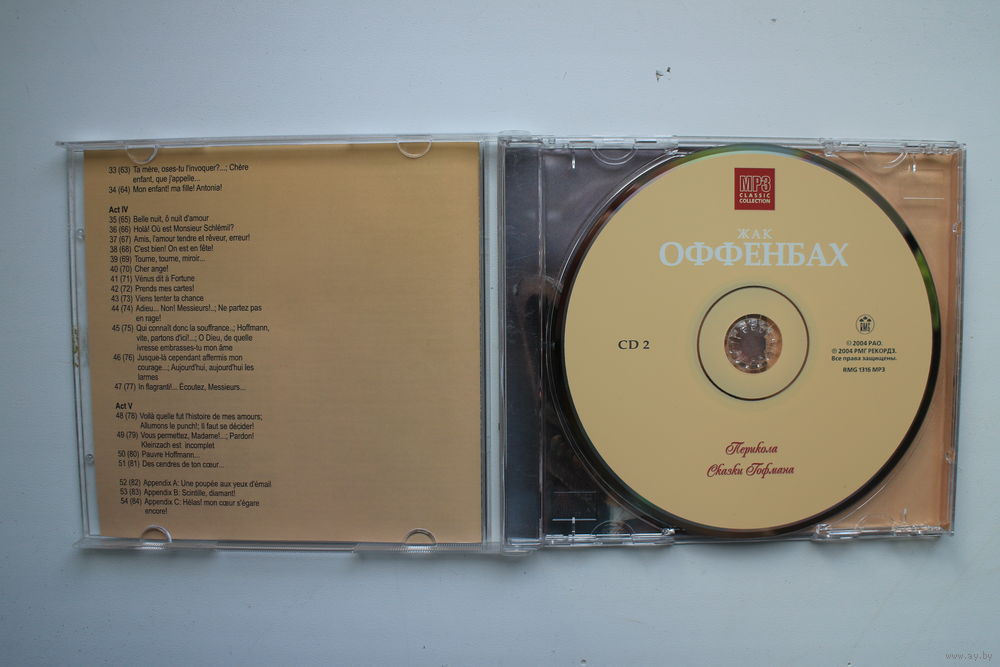 33 (63) Ta mère, oses-tu l'invoquer?...; Chère
enfant, que j'appelle...
34 (64) Mon enfant! ma fille! Antonia!
Act IV
35 (65) Belle nuit, ô nuit d'amour
36 (66) Holà! Où est Monsieur Schlémil?
37 (67) Amis, l'amour tendre et rêveur, erreur!
38 (68) C'est bien! On est en fête!
39 (69) Tourne, tourne, miroir...
40 (70) Cher ange!
41 (71) Vénus dit à Fortune
42 (72) Prends mes cartes!
43 (73) Viens tenter ta chance
44 (74) Adieu... Non! Messieurs!..; Ne partez pas
en rage!
45 (75) Qui connaît donc la souffrance..; Hoffmann,
vite, partons d'ici!...; O Dieu, de quelle
ivresse embrasses-tu mon âme
46 (76) Jusque-là cependant affermis mon
courage...; Aujourd'hui, aujourd'hui les
larmes
47 (77) In flagranti!... Écoutez, Messieurs...
Act V
48 (78) Voilà quelle fut l'histoire de mes amours;
Allumons le punch!; Il faut se décider!
49 (79) Vous permettez, Madame!...; Pardon!
Kleinzach est incomplet
50 (80) Pauvre Hoffmann...
51 (81) Des cendres de ton cœur...
52 (82) Appendix A: Une poupée aux yeux d'émail
53 (83) Appendix B: Scintille, diamant!
54 (84) Appendix C: Hélas! mon cœur s'égare
encore!
MP3
CLASSIC
COLLECTION
ЖАК
ОФФЕНБАХ
CD 2
RMG
© 2004 РАО.
℗ 2004 РМГ РЕКОРДЗ.
Все права защищены.
RMG 1316 MP3
Перикола
Сказки Гофмана
www.ay.by